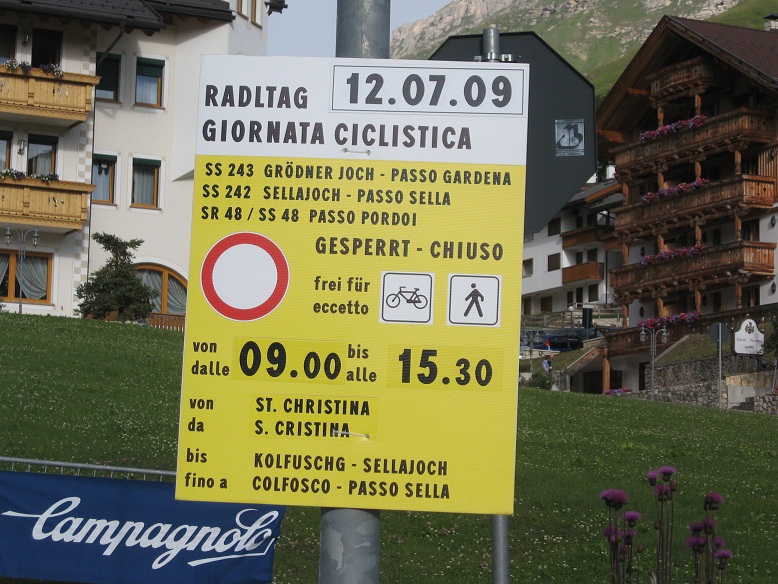 RADLTAG 12.07.09
GIORNATA CICLISTICA
SS 243 GRÖDNER JOCH - PASSO GARDENA
SS 242 SELLAJOCH - PASSO SELLA
SR 48 / SS 48 PASSO PORDOI
GESPERRT - CHIUSO
frei für
eccetto
von 09.00 bis 15.30
dalle alle
von ST. CHRISTINA
da S. CRISTINA
bis KOLFUSCHG - SELLAJOCH
fino a COLFOSCO - PASSO SELLA
Campagnolo